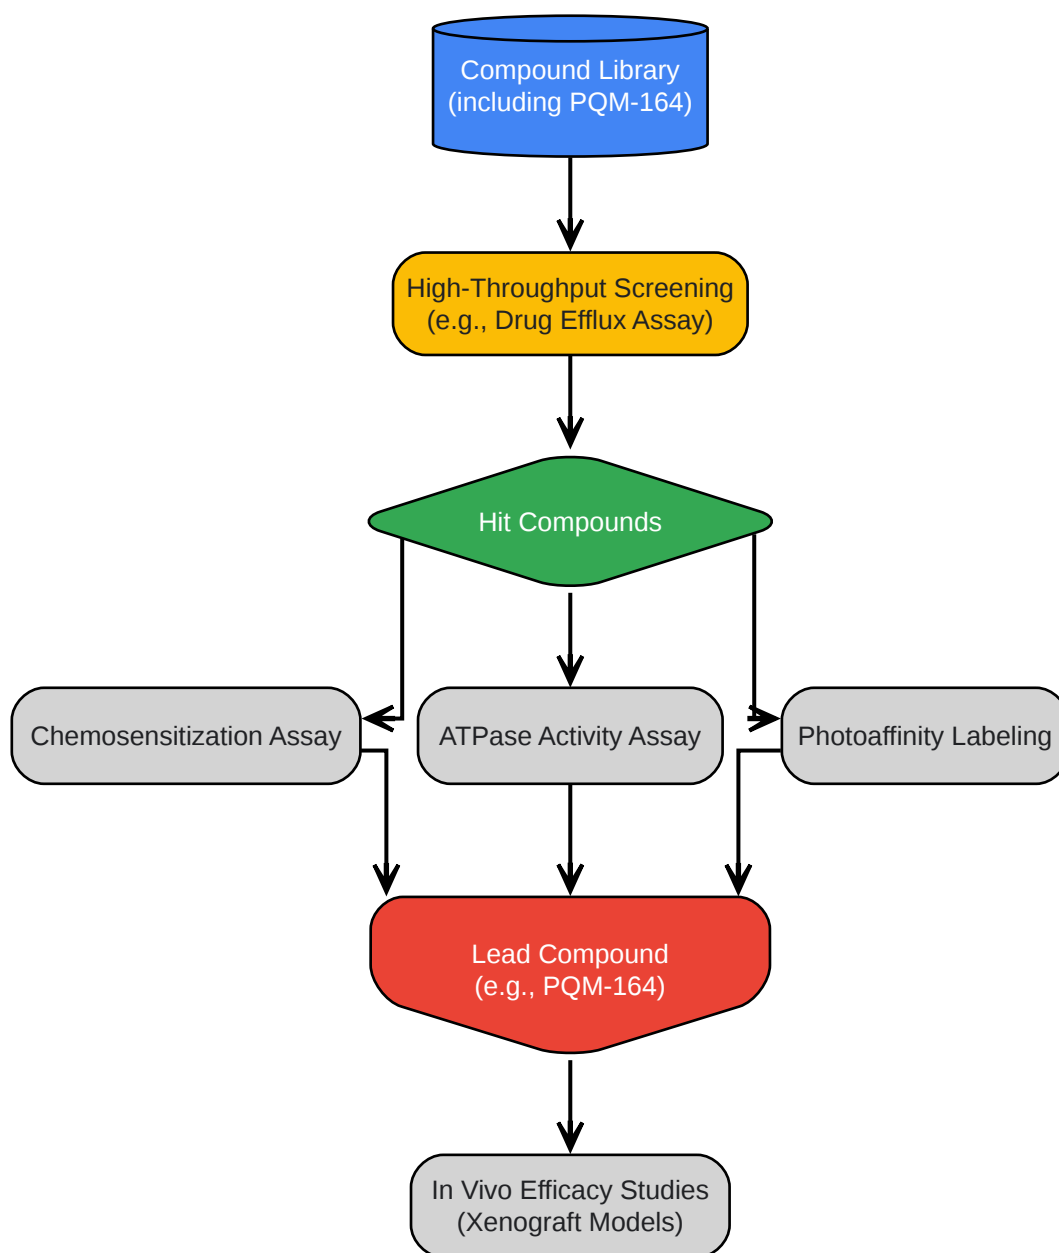 Compound Library
(including PQM-164)
High-Throughput Screening
(e.g., Drug Efflux Assay)
Hit Compounds
Chemosensitization Assay
ATPase Activity Assay
Photoaffinity Labeling
Lead Compound
(e.g., PQM-164)
In Vivo Efficacy Studies
(Xenograft Models)